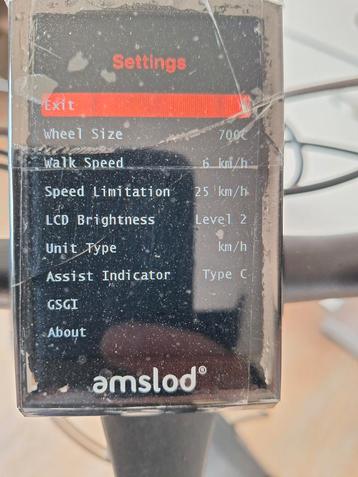 Settings
Exit
Wheel Size 700C
Walk Speed 6 km/h
Speed Limitation 25 km/h
LCD Brightness Level 2
Unit Type km/h
Assist Indicator Type C
GSGI
About
amslod®